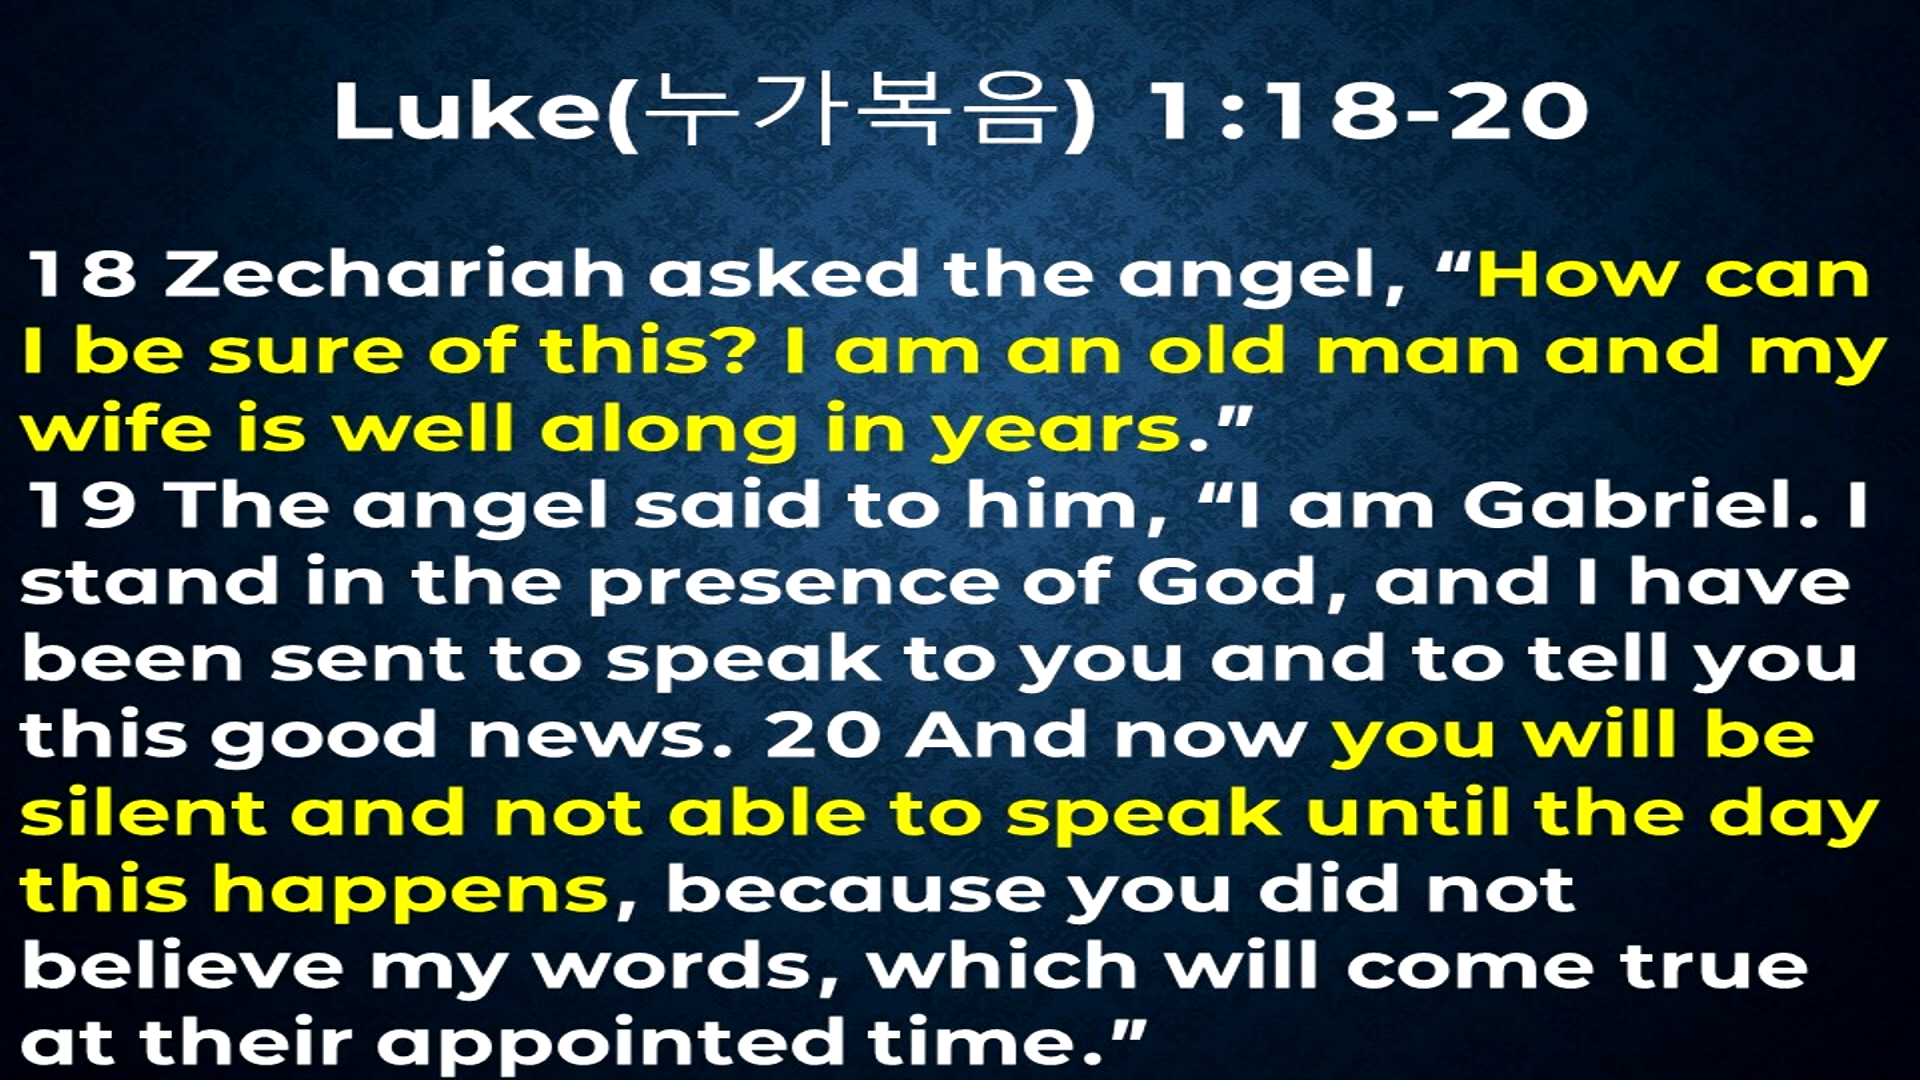 Luke(누가복음) 1:18-20
18 Zechariah asked the angel, “How can
I be sure of this? I am an old man and my
wife is well along in years.”
19 The angel said to him, “I am Gabriel. I
stand in the presence of God, and I have
been sent to speak to you and to tell you
this good news. 20 And now you will be
silent and not able to speak until the day
this happens, because you did not
believe my words, which will come true
at their appointed time.”